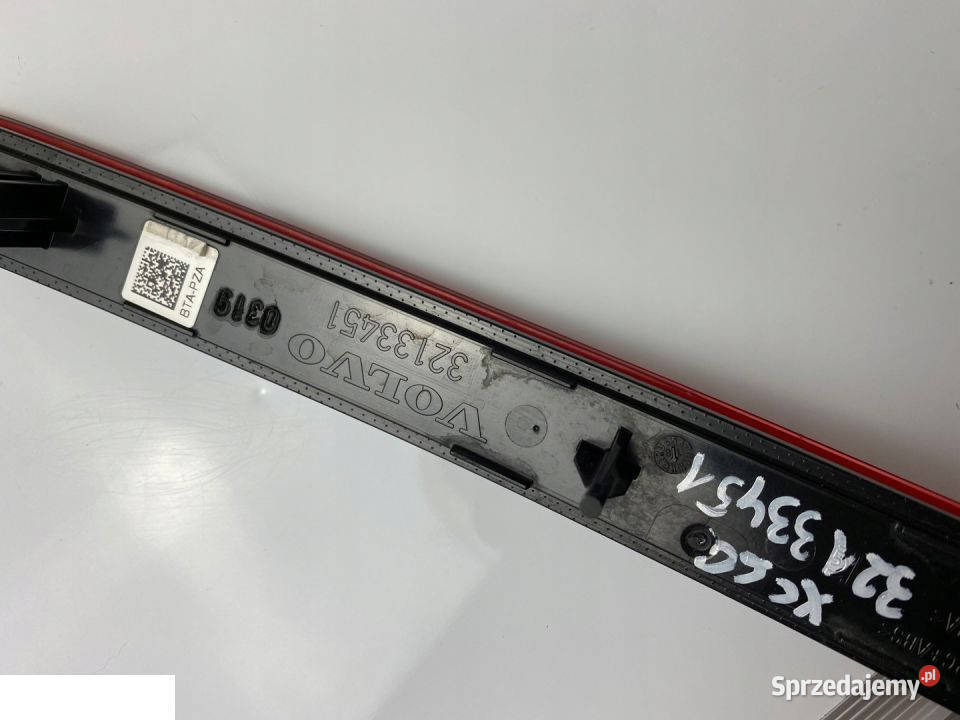 BTA-PZA
0319
VOLVO
32133451
XC60
32133451
Sprzedajemy.pl